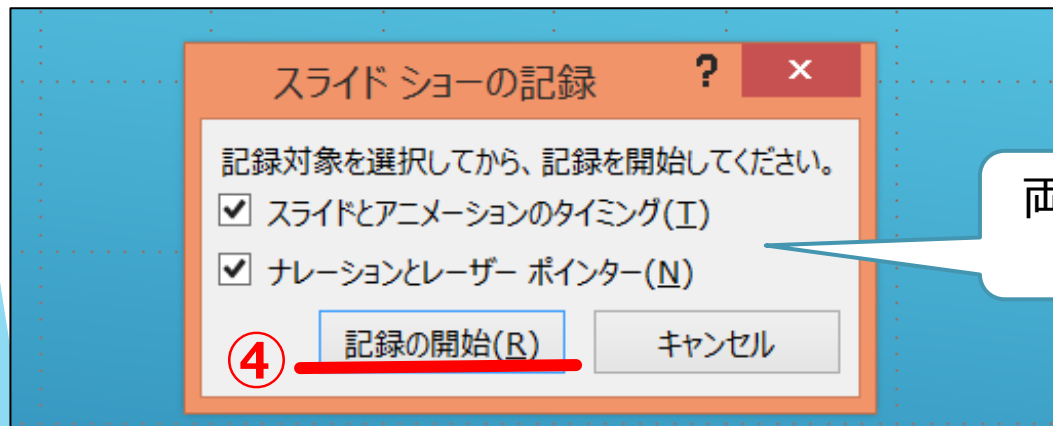 スライド ショーの記録 ? ×
記録対象を選択してから、記録を開始してください。
スライドとアニメーションのタイミング(T)
ナレーションとレーザー ポインター(N)
④ 記録の開始(R) キャンセル
両